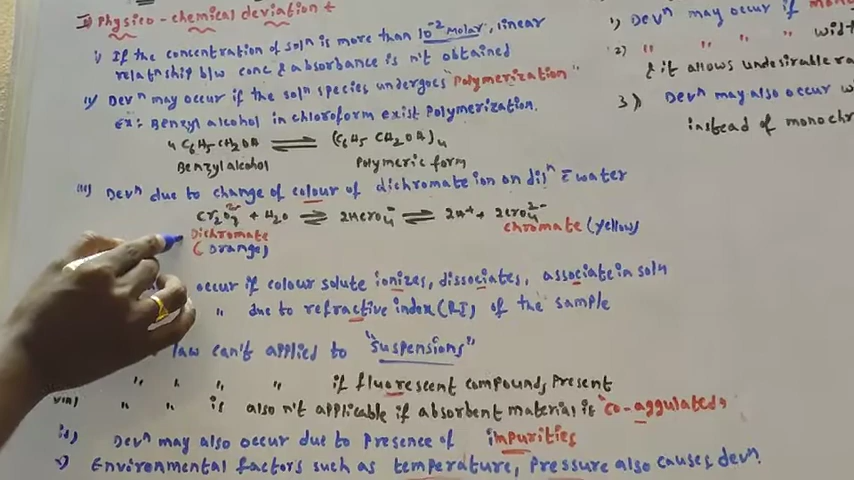 I Physico-chemical deviation :
i) If the concentration of solⁿ is more than 10⁻² molar, linear
relatⁿship b/w conc & absorbance is n't obtained
ii) Devⁿ may occur if the solⁿ species undergoes "Polymerization"
Ex: Benzyl alcohol in chloroform exist Polymerization.
4 C₆H₅CH₂OH ⇌ (C₆H₅ CH₂OH)₄
Benzyl alcohol Polymeric form
iii) Devⁿ due to change of colour of dichromate ion on dilⁿ c̄ water
Cr₂O₇²⁻ + H₂O ⇌ 2HCrO₄⁻ ⇌ 2H⁺ + 2CrO₄²⁻
Dichromate chromate (yellow)
(orange)
occur if colour solute ionizes, dissociates, associate in solⁿ
" due to refractive index (RI) of the sample
law can't applied to "Suspensions"
" " " " if fluorescent compounds present
viii) " " is also n't applicable if absorbent material is "co-aggulated"
ix) Devⁿ may also occur due to presence of impurities
x) Environmental factors such as temperature, Pressure also causes devⁿ.
1) Devⁿ may occur if
2) " " " "
& it allows undesirable
3) Devⁿ may also occur
instead of